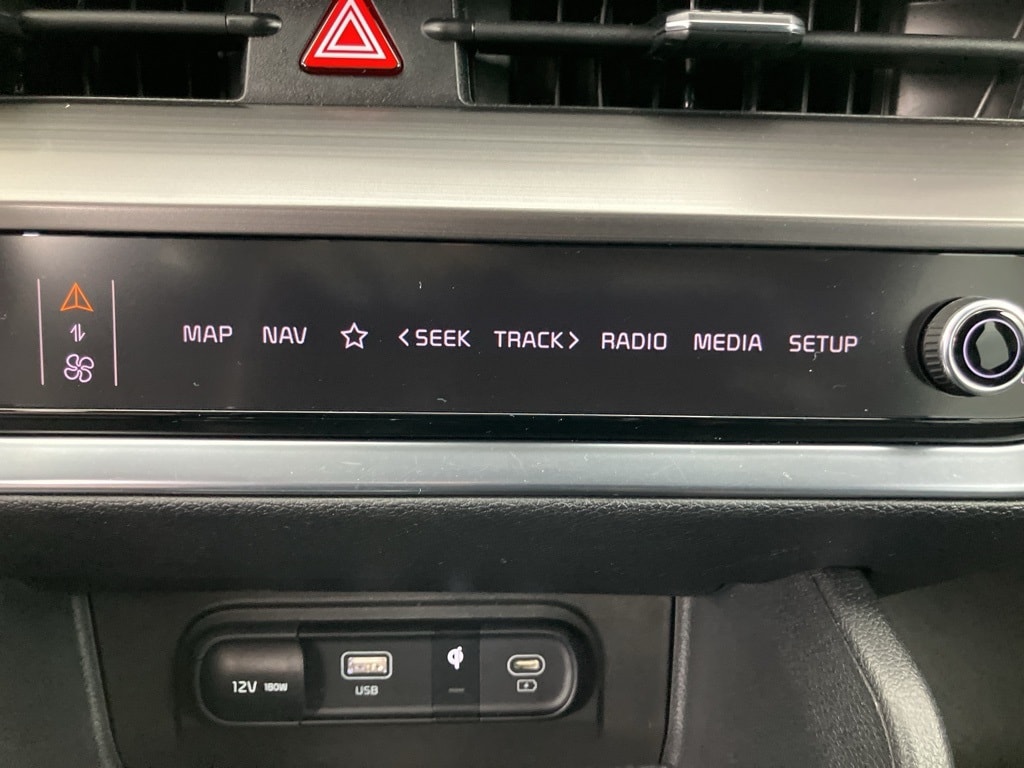 MAP NAV <SEEK TRACK> RADIO MEDIA SETUP
12V 180W USB